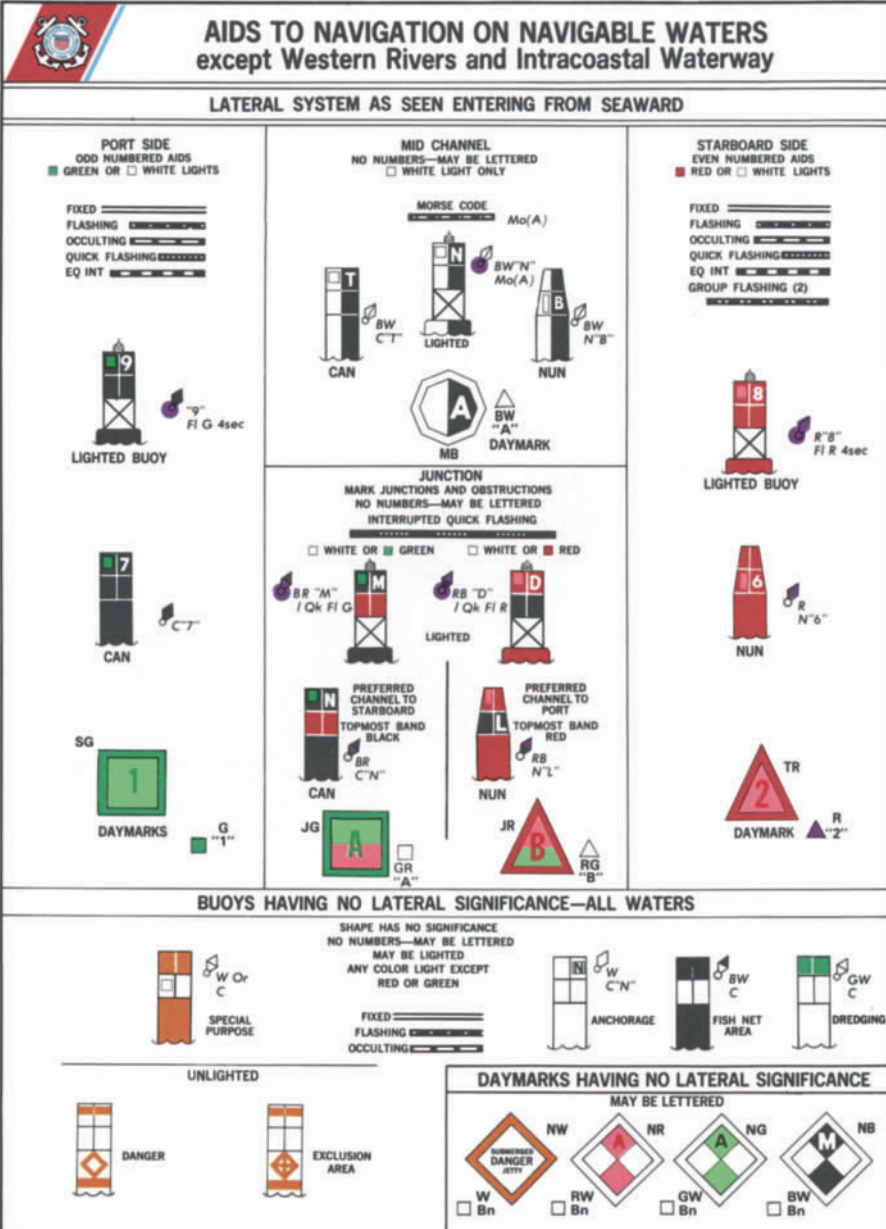 AIDS TO NAVIGATION ON NAVIGABLE WATERS
except Western Rivers and Intracoastal Waterway
LATERAL SYSTEM AS SEEN ENTERING FROM SEAWARD
PORT SIDE
ODD NUMBERED AIDS
GREEN OR WHITE LIGHTS
FIXED
FLASHING
OCCULTING
QUICK FLASHING
EQ INT
9
"9"
Fl G 4sec
LIGHTED BUOY
7
C"7"
CAN
SG
1
DAYMARKS
G
"1"
MID CHANNEL
NO NUMBERS—MAY BE LETTERED
WHITE LIGHT ONLY
MORSE CODE
Mo(A)
T
BW
C"T"
CAN
N
BW"N"
Mo(A)
LIGHTED
B
BW
N"B"
NUN
A
MB
BW
"A"
DAYMARK
JUNCTION
MARK JUNCTIONS AND OBSTRUCTIONS
NO NUMBERS—MAY BE LETTERED
INTERRUPTED QUICK FLASHING
WHITE OR GREEN
WHITE OR RED
BR "M"
I Qk Fl G
M
RB "D"
I Qk Fl R
D
LIGHTED
N
PREFERRED
CHANNEL TO
STARBOARD
TOPMOST BAND
BLACK
BR
C"N"
CAN
L
PREFERRED
CHANNEL TO
PORT
TOPMOST BAND
RED
RB
N"L"
NUN
JG
A
GR
"A"
JR
B
RG
"B"
STARBOARD SIDE
EVEN NUMBERED AIDS
RED OR WHITE LIGHTS
FIXED
FLASHING
OCCULTING
QUICK FLASHING
EQ INT
GROUP FLASHING (2)
8
R"8"
Fl R 4sec
LIGHTED BUOY
6
R
N"6"
NUN
TR
2
DAYMARK
R
"2"
BUOYS HAVING NO LATERAL SIGNIFICANCE—ALL WATERS
W Or
C
SPECIAL
PURPOSE
SHAPE HAS NO SIGNIFICANCE
NO NUMBERS—MAY BE LETTERED
MAY BE LIGHTED
ANY COLOR LIGHT EXCEPT
RED OR GREEN
FIXED
FLASHING
OCCULTING
N
W
C"N"
ANCHORAGE
BW
C
FISH NET
AREA
GW
C
DREDGING
UNLIGHTED
DANGER
EXCLUSION
AREA
DAYMARKS HAVING NO LATERAL SIGNIFICANCE
MAY BE LETTERED
SUBMERGED
DANGER
JETTY
NW
W
Bn
A
NR
RW
Bn
A
NG
GW
Bn
M
NB
BW
Bn